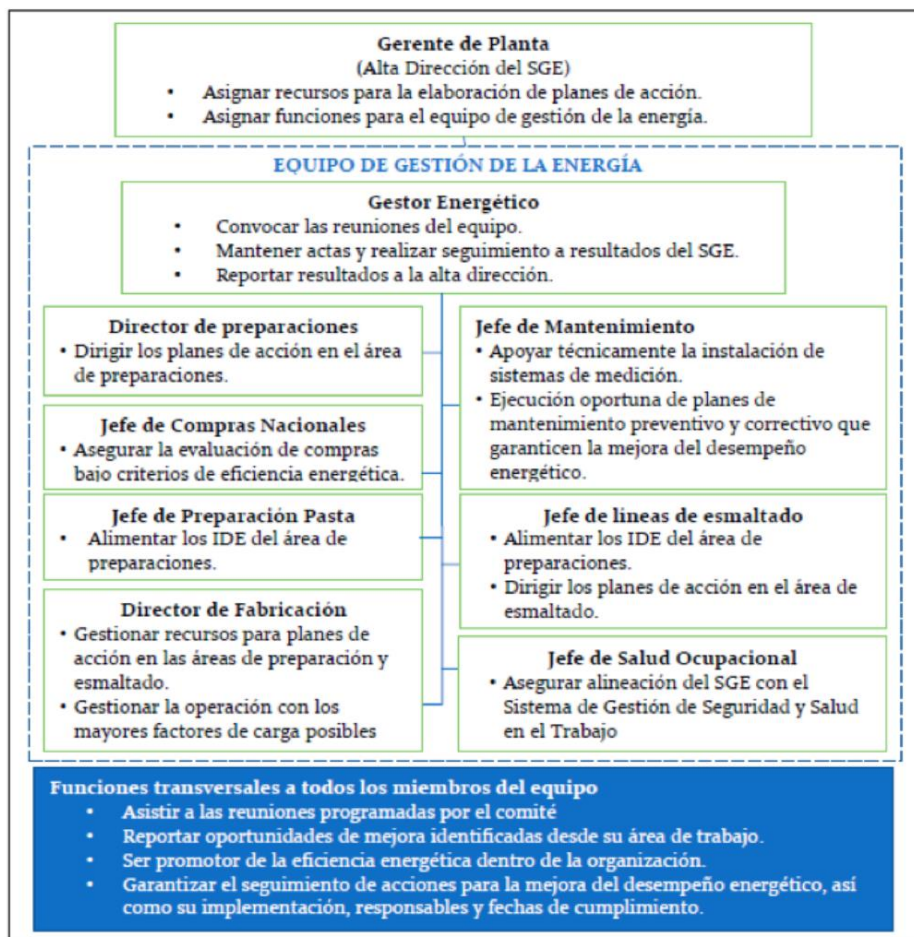 Gerente de Planta
(Alta Dirección del SGE)
• Asignar recursos para la elaboración de planes de acción.
• Asignar funciones para el equipo de gestión de la energía.
EQUIPO DE GESTIÓN DE LA ENERGÍA
Gestor Energético
• Convocar las reuniones del equipo.
• Mantener actas y realizar seguimiento a resultados del SGE.
• Reportar resultados a la alta dirección.
Director de preparaciones
• Dirigir los planes de acción en el área
de preparaciones.
Jefe de Mantenimiento
• Apoyar técnicamente la instalación de
sistemas de medición.
• Ejecución oportuna de planes de
mantenimiento preventivo y correctivo que
garanticen la mejora del desempeño
energético.
Jefe de Compras Nacionales
• Asegurar la evaluación de compras
bajo criterios de eficiencia energética.
Jefe de Preparación Pasta
• Alimentar los IDE del área de
preparaciones.
Jefe de líneas de esmaltado
• Alimentar los IDE del área de
preparaciones.
• Dirigir los planes de acción en el área de
esmaltado.
Director de Fabricación
• Gestionar recursos para planes de
acción en las áreas de preparación y
esmaltado.
• Gestionar la operación con los
mayores factores de carga posibles
Jefe de Salud Ocupacional
• Asegurar alineación del SGE con el
Sistema de Gestión de Seguridad y Salud
en el Trabajo
Funciones transversales a todos los miembros del equipo
• Asistir a las reuniones programadas por el comité
• Reportar oportunidades de mejora identificadas desde su área de trabajo.
• Ser promotor de la eficiencia energética dentro de la organización.
• Garantizar el seguimiento de acciones para la mejora del desempeño energético, así
como su implementación, responsables y fechas de cumplimiento.